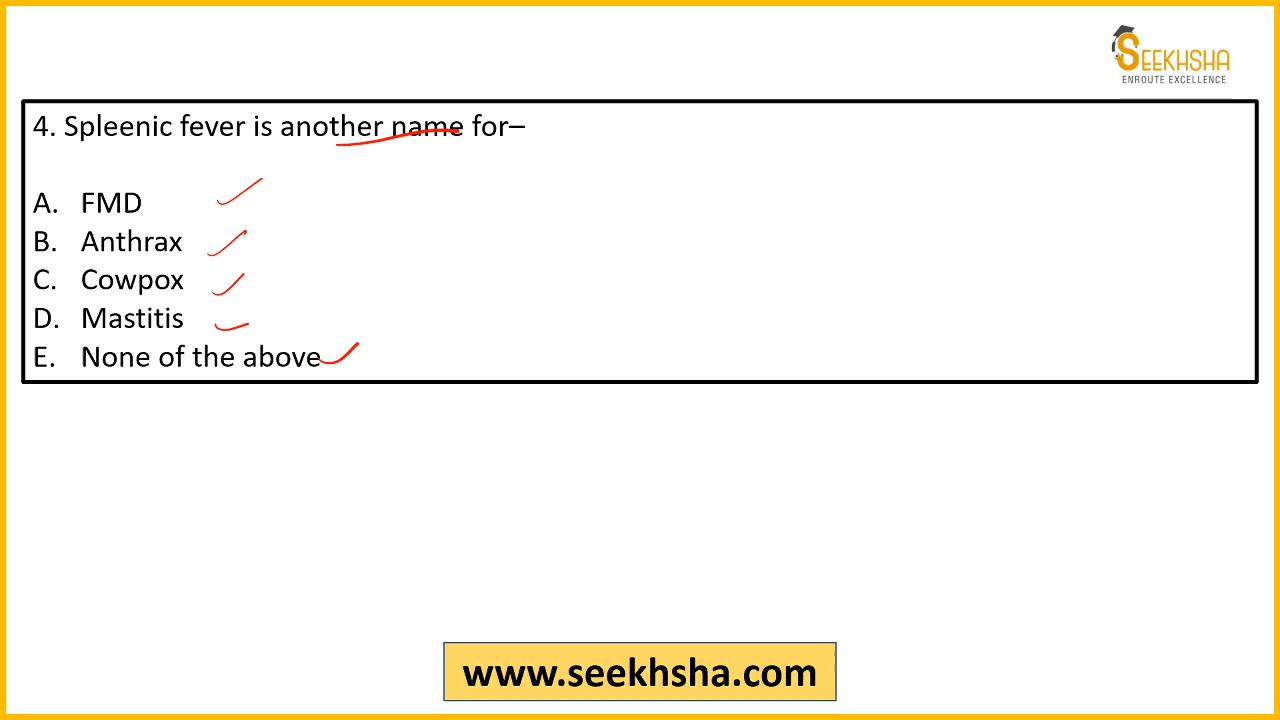 SEEKHSHA
ENROUTE EXCELLENCE
4. Spleenic fever is another name for–
A. FMD
B. Anthrax
C. Cowpox
D. Mastitis
E. None of the above
www.seekhsha.com